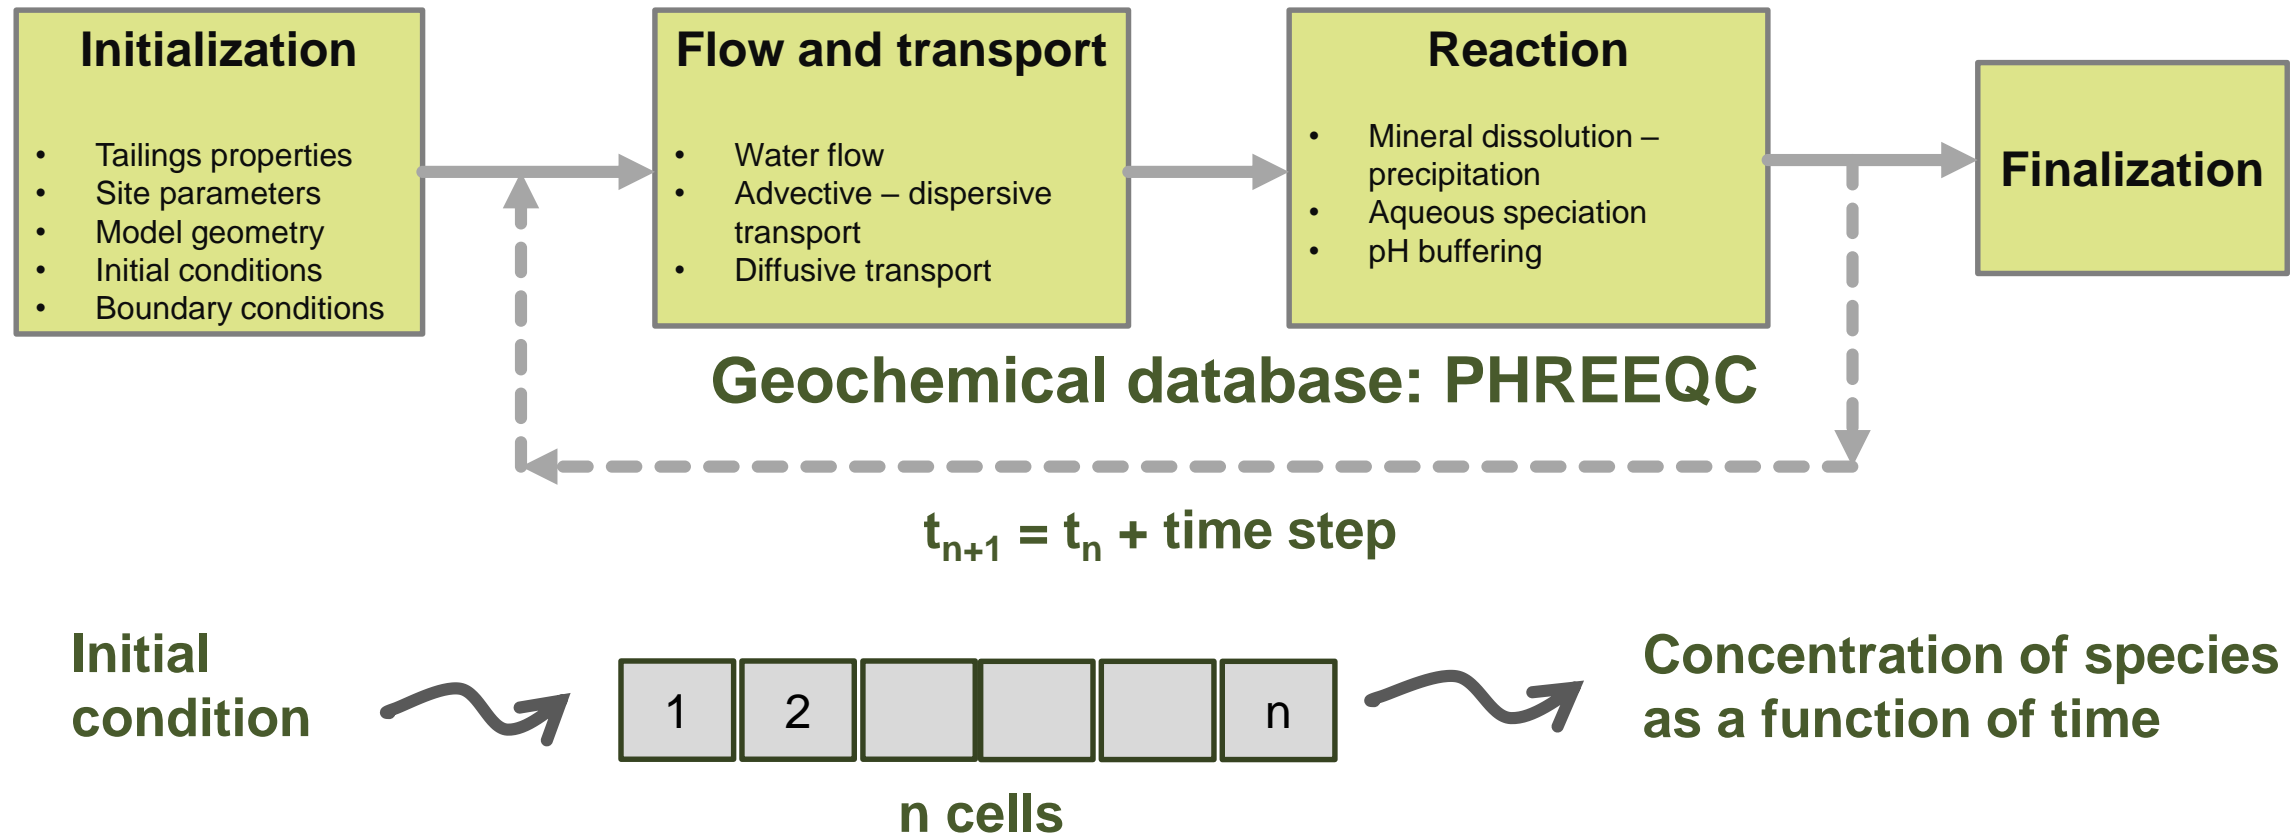 Initialization
• Tailings properties
• Site parameters
• Model geometry
• Initial conditions
• Boundary conditions
Flow and transport
• Water flow
• Advective – dispersive
transport
• Diffusive transport
Reaction
• Mineral dissolution –
precipitation
• Aqueous speciation
• pH buffering
Finalization
Geochemical database: PHREEQC
tn+1 = tn + time step
Initial
condition
1
2
n
n cells
Concentration of species
as a function of time